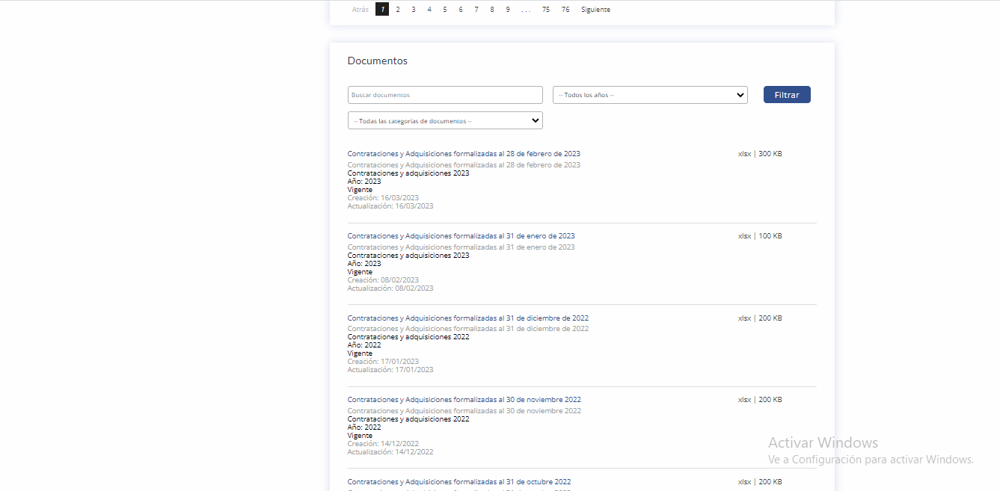 Atrás 1 2 3 4 5 6 7 8 9 ... 75 76 Siguiente
Documentos
Buscar documentos
-- Todos los años --
Filtrar
-- Todas las categorías de documentos --
Contrataciones y Adquisiciones formalizadas al 28 de febrero de 2023
xlsx | 300 KB
Contrataciones y Adquisiciones formalizadas al 28 de febrero de 2023
Contrataciones y adquisiciones 2023
Año: 2023
Vigente
Creación: 16/03/2023
Actualización: 16/03/2023
Contrataciones y Adquisiciones formalizadas al 31 de enero de 2023
xlsx | 100 KB
Contrataciones y Adquisiciones formalizadas al 31 de enero de 2023
Contrataciones y adquisiciones 2023
Año: 2023
Vigente
Creación: 08/02/2023
Actualización: 08/02/2023
Contrataciones y Adquisiciones formalizadas al 31 de diciembre de 2022
xlsx | 200 KB
Contrataciones y Adquisiciones formalizadas al 31 de diciembre de 2022
Contrataciones y adquisiciones 2022
Año: 2022
Vigente
Creación: 17/01/2023
Actualización: 17/01/2023
Contrataciones y Adquisiciones formalizadas al 30 de noviembre 2022
xlsx | 200 KB
Contrataciones y Adquisiciones formalizadas al 30 de noviembre 2022
Contrataciones y adquisiciones 2022
Año: 2022
Vigente
Creación: 14/12/2022
Actualización: 14/12/2022
Activar Windows
Ve a Configuración para activar Windows.
Contrataciones y Adquisiciones formalizadas al 31 de octubre 2022
xlsx | 200 KB